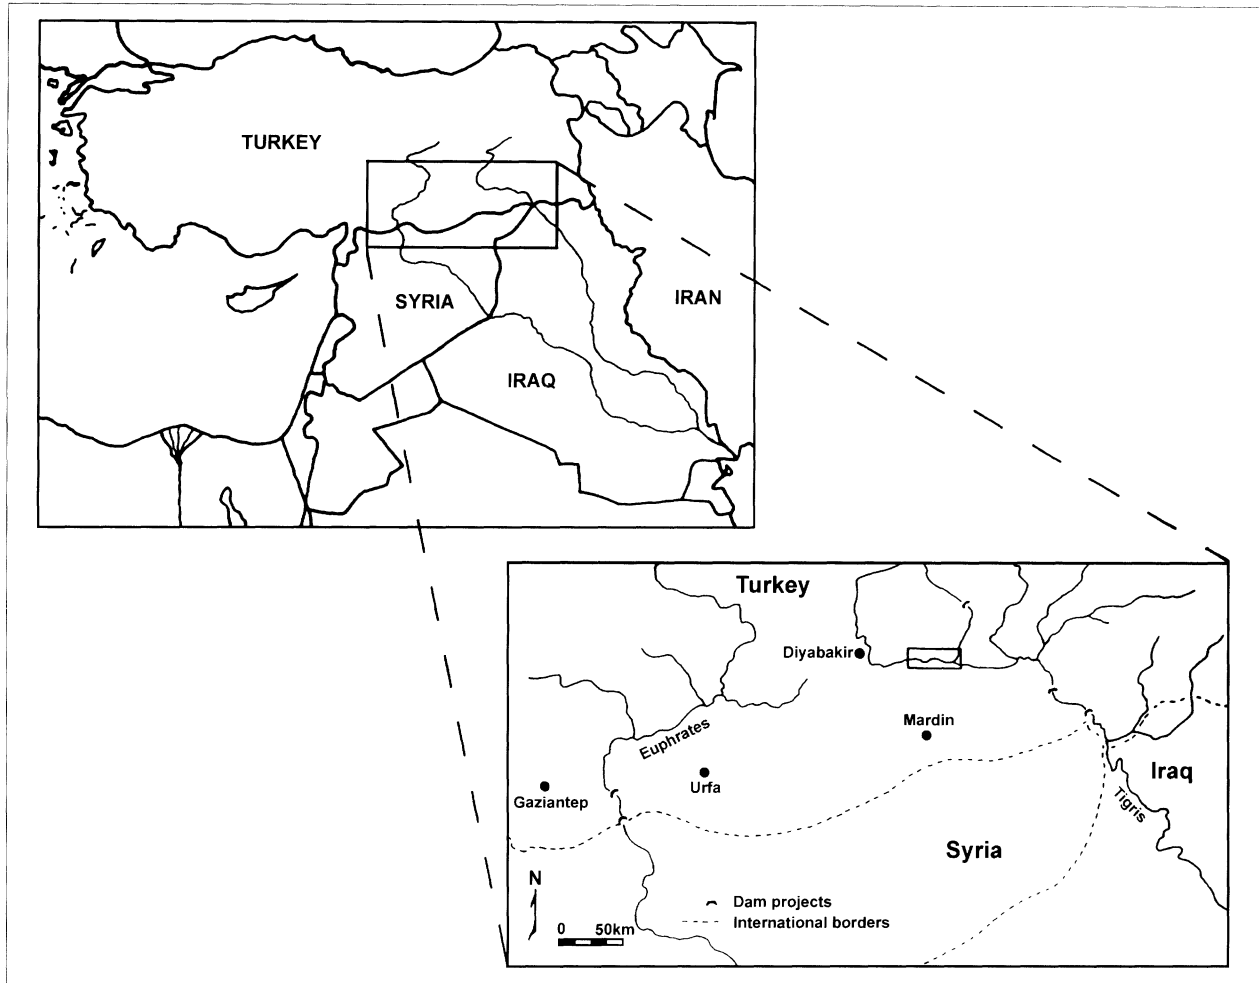 TURKEY
SYRIA
IRAN
IRAQ
Turkey
Diyabakir
Mardin
Euphrates
Urfa
Gaziantep
Iraq
Tigris
Syria
N
0 50km
Dam projects
International borders